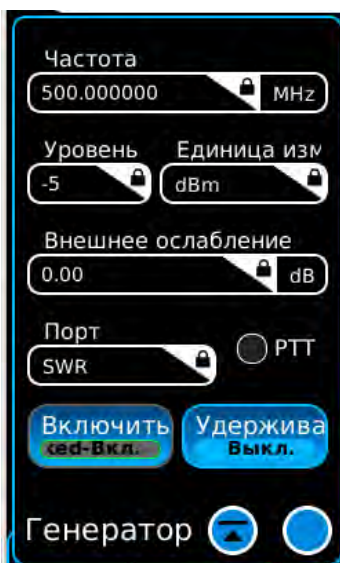 Частота
500.000000 MHz
Уровень Единица изм
-5 dBm
Внешнее ослабление
0.00 dB
Порт
SWR PTT
Включить Удержива
ked-Вкл. Выкл.
Генератор